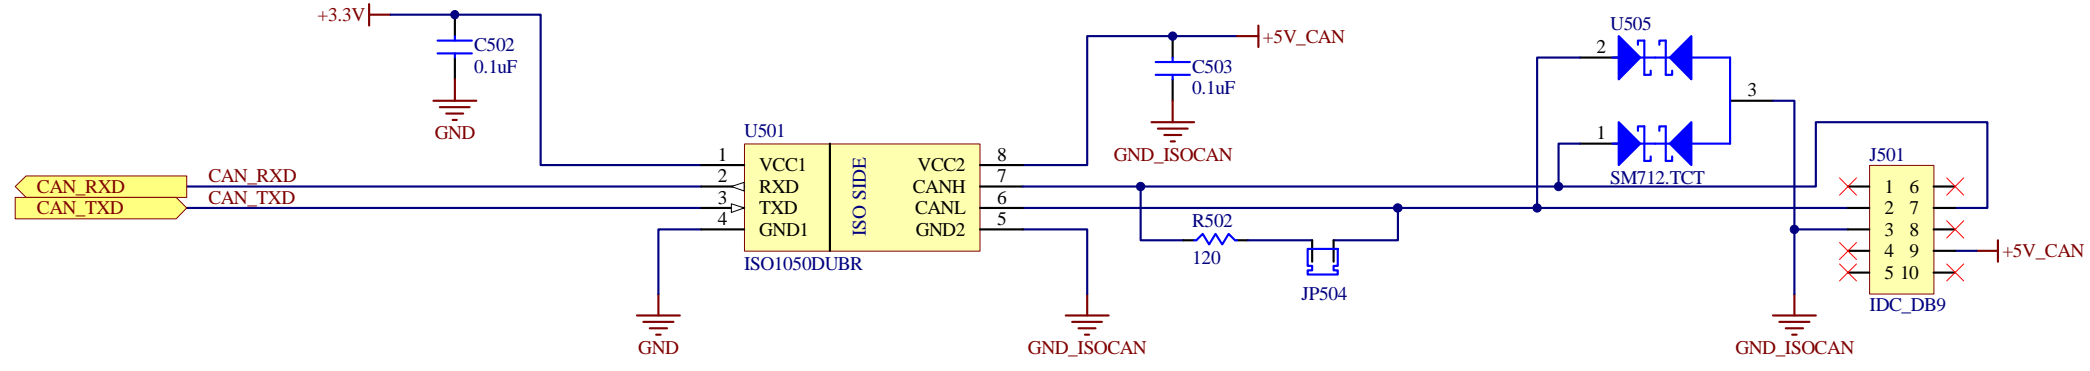 +3.3V
C502
0.1uF
GND
+5V_CAN
C503
0.1uF
GND_ISOCAN
U505
2
3
1
SM712.TCT
CAN_RXD
CAN_TXD
CAN_RXD
CAN_TXD
U501
1
2
3
4
VCC1
RXD
TXD
GND1
ISO SIDE
VCC2
CANH
CANL
GND2
8
7
6
5
ISO1050DUBR
GND
GND_ISOCAN
R502
120
JP504
J501
1 6
2 7
3 8
4 9
5 10
IDC_DB9
+5V_CAN
GND_ISOCAN